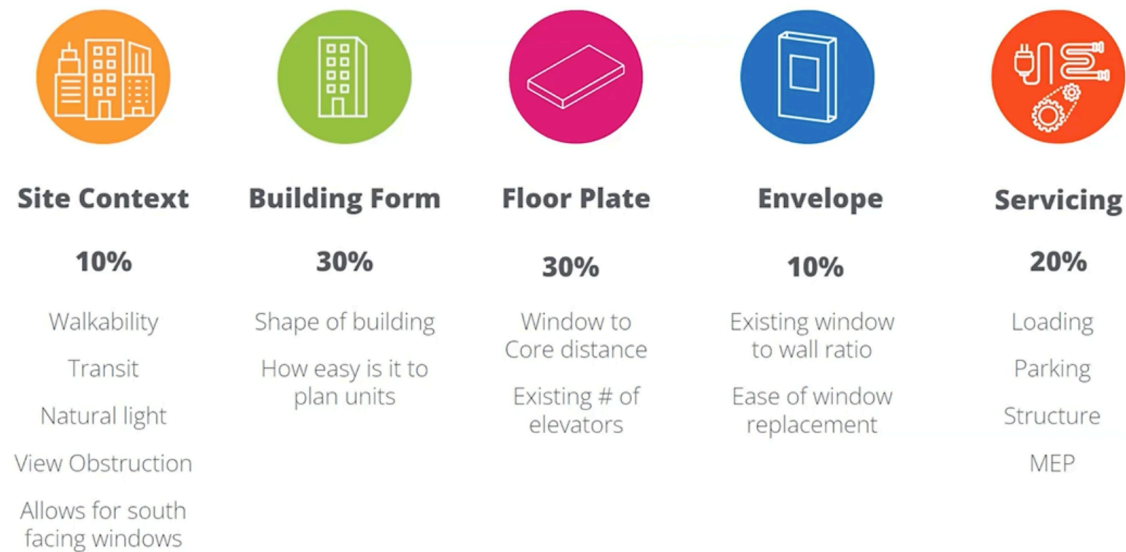 Site Context
10%
Walkability
Transit
Natural light
View Obstruction
Allows for south
facing windows
Building Form
30%
Shape of building
How easy is it to
plan units
Floor Plate
30%
Window to
Core distance
Existing # of
elevators
Envelope
10%
Existing window
to wall ratio
Ease of window
replacement
Servicing
20%
Loading
Parking
Structure
MEP